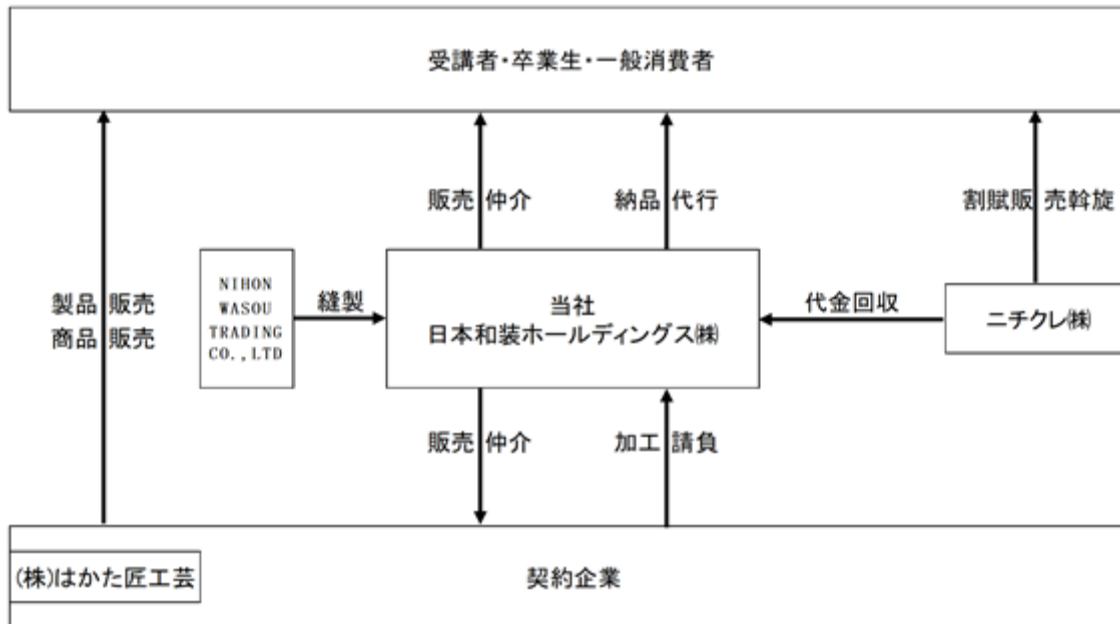 受講者・卒業生・一般消費者
販売仲介
納品代行
割賦販売斡旋
製品販売
商品販売
NIHON
WASOU
TRADING
CO.,LTD
縫製
当社
日本和装ホールディングス㈱
代金回収
ニチクレ㈱
販売仲介
加工請負
(株)はかた匠工芸
契約企業